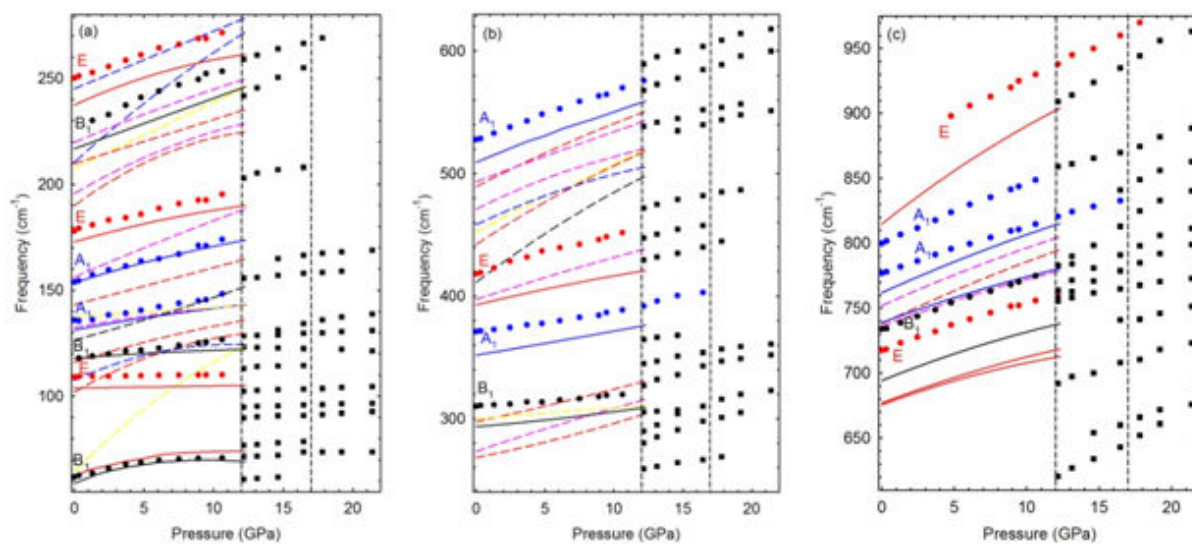 (a)
E
B1
E
A1
A1
B1
E
B1
250
200
150
100
0 5 10 15 20
Pressure (GPa)
Frequency (cm-1)
(b)
A1
E
A1
B1
600
500
400
300
0 5 10 15 20
Pressure (GPa)
Frequency (cm-1)
(c)
E
A1
A1
B1
E
950
900
850
800
750
700
650
0 5 10 15 20
Pressure (GPa)
Frequency (cm-1)